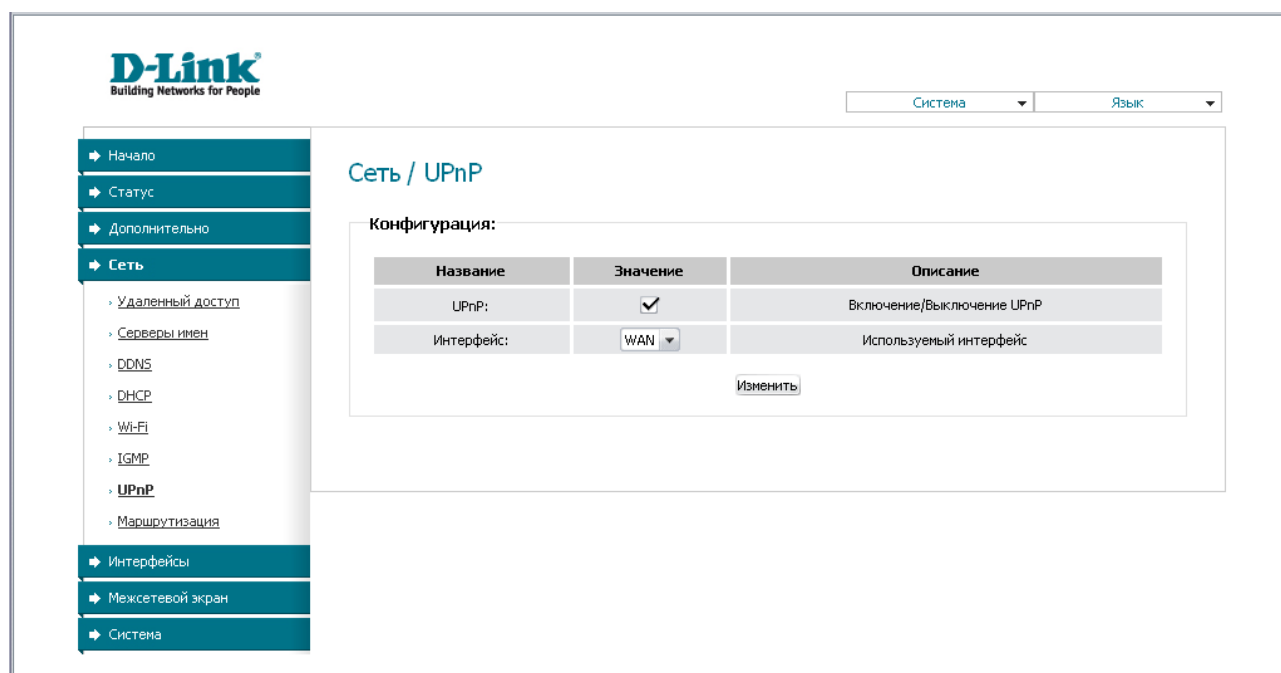 D-Link
Building Networks for People
Система
Язык
Начало
Статус
Дополнительно
Сеть
Удаленный доступ
Серверы имен
DDNS
DHCP
Wi-Fi
IGMP
UPnP
Маршрутизация
Интерфейсы
Межсетевой экран
Система
Сеть / UPnP
Конфигурация:
Название Значение Описание
UPnP: Включение/Выключение UPnP
Интерфейс: WAN Используемый интерфейс
Изменить